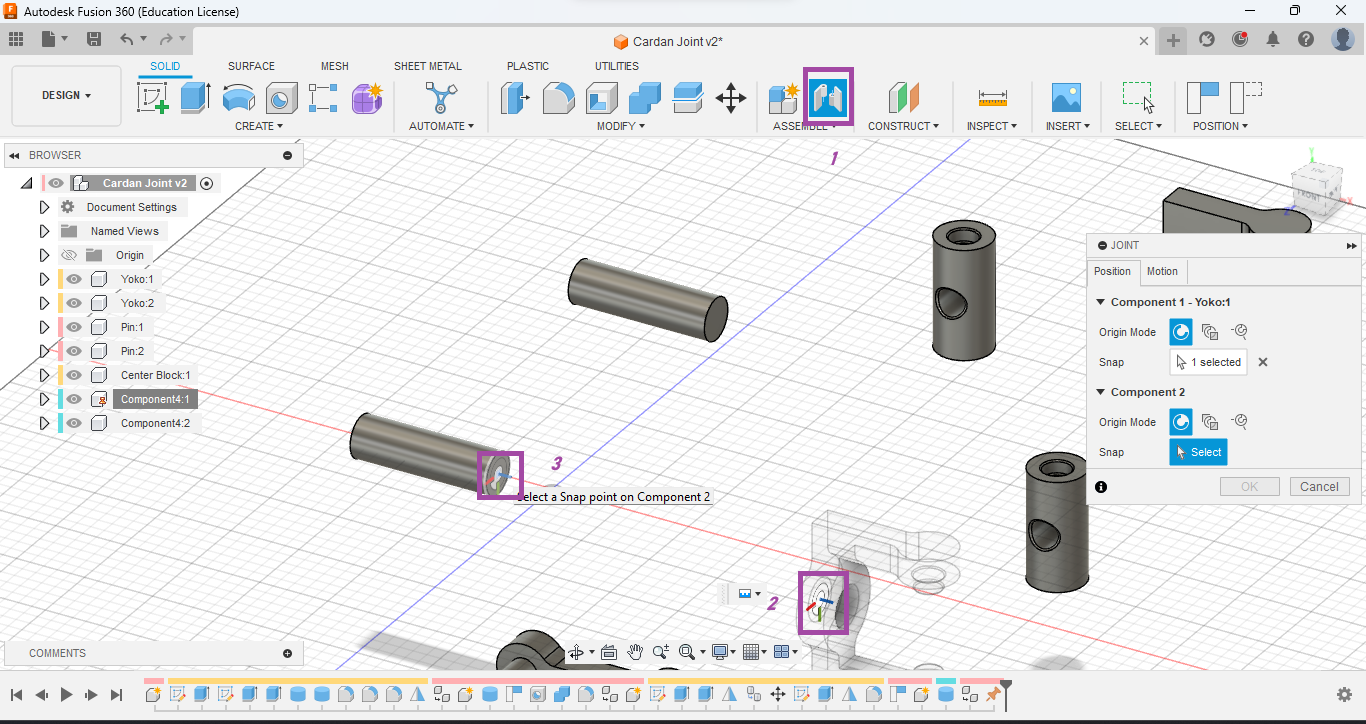 Autodesk Fusion 360 (Education License)
Cardan Joint v2*
DESIGN
SOLID SURFACE MESH SHEET METAL PLASTIC UTILITIES
CREATE AUTOMATE MODIFY ASSEMBLE CONSTRUCT INSPECT INSERT SELECT POSITION
1
BROWSER
Cardan Joint v2
Document Settings
Named Views
Origin
Yoko:1
Yoko:2
Pin:1
Pin:2
Center Block:1
Component4:1
Component4:2
TOP
FRONT
Y
X
Z
JOINT
Position Motion
Component 1 - Yoko:1
Origin Mode
Snap 1 selected
Component 2
Origin Mode
Snap Select
OK Cancel
3
Select a Snap point on Component 2
2
COMMENTS